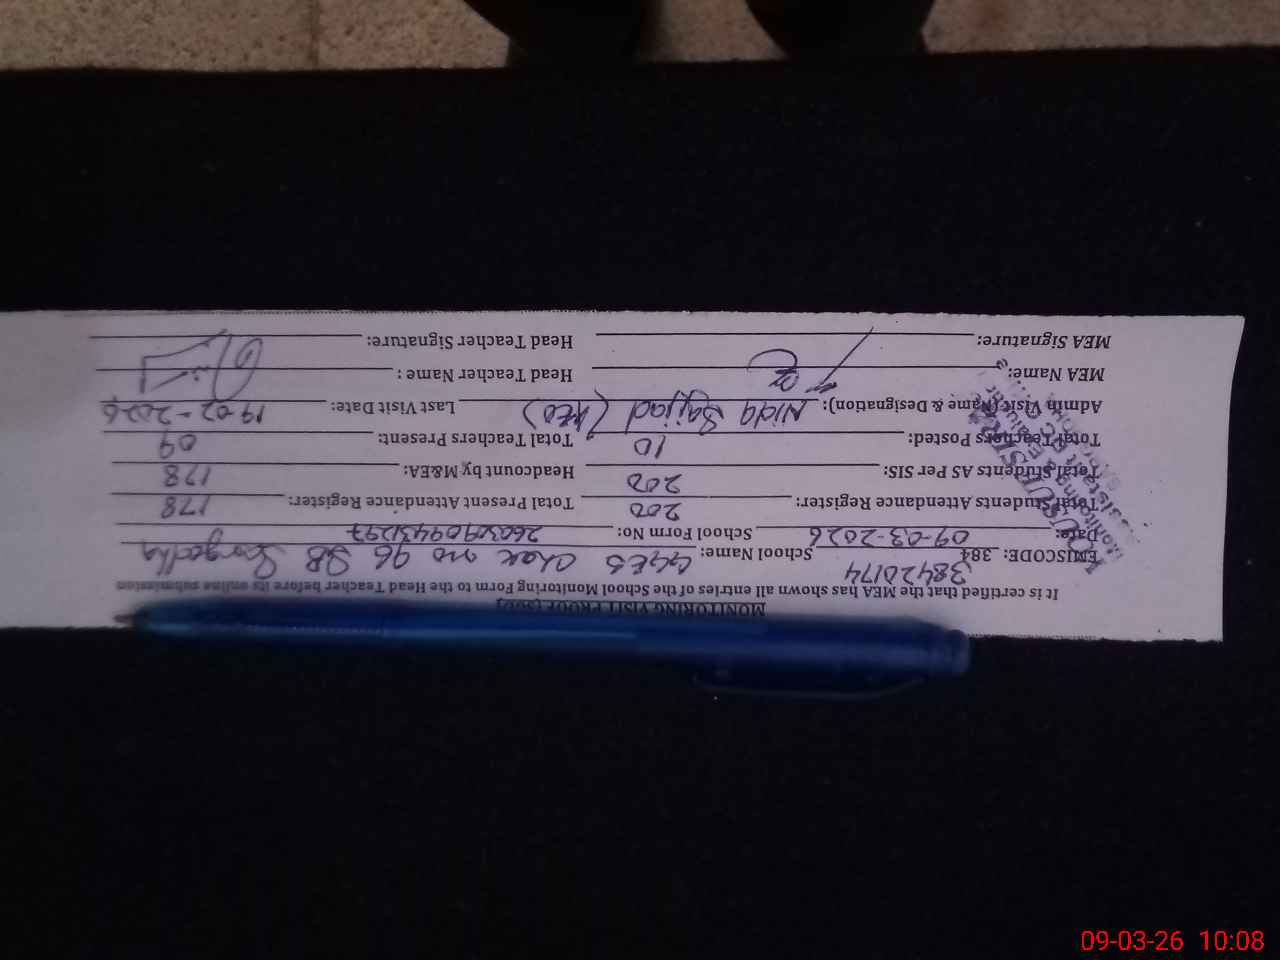 MONITORING VISIT PROOF (SED)
It is certified that the MEA has shown all entries of the School Monitoring Form to the Head Teacher before its online submission
EMISCODE: 384 38420174 School Name: GGES Chak no 96 SB Sargodha
Date: 09-03-2026 School Form No: 260309094431297
Total Students Attendance Register: 200 Total Present Attendance Register: 178
Total Students AS Per SIS: 200 Headcount by M&EA: 178
Total Teachers Posted: 10 Total Teachers Present: 09
Admin Visit (Name & Designation): Nida Sajjad (AEO) Last Visit Date: 19-02-2026
MEA Name: Head Teacher Name :
MEA Signature: Head Teacher Signature:
09-03-26 10:08